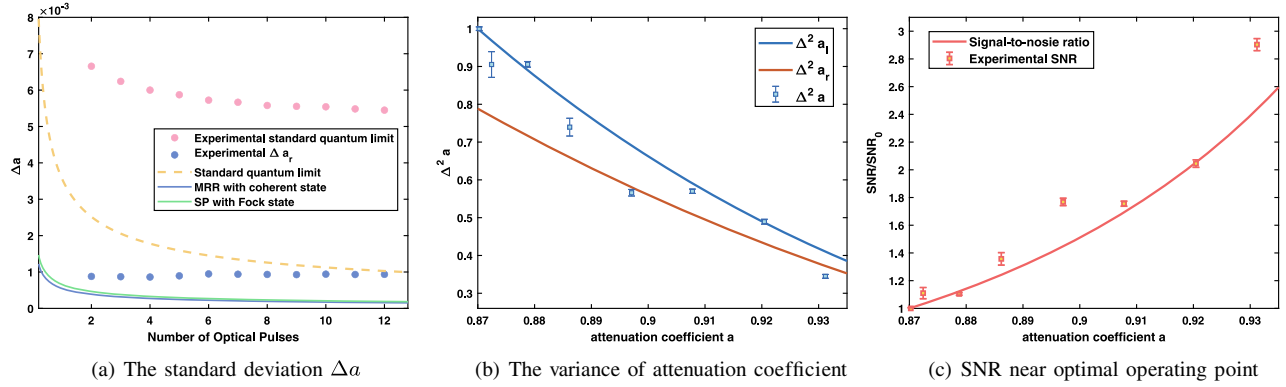 ×10⁻³
8
7
6
5
4
3
2
1
0
Δa
Experimental standard quantum limit
Experimental Δ aᵣ
Standard quantum limit
MRR with coherent state
SP with Fock state
2 4 6 8 10 12
Number of Optical Pulses
(a) The standard deviation Δa
1
0.9
0.8
0.7
0.6
0.5
0.4
0.3
Δ² a
Δ² aₗ
Δ² aᵣ
Δ² a
0.87 0.88 0.89 0.9 0.91 0.92 0.93
attenuation coefficient a
(b) The variance of attenuation coefficient
3
2.8
2.6
2.4
2.2
2
1.8
1.6
1.4
1.2
1
SNR/SNR₀
Signal-to-nosie ratio
Experimental SNR
0.87 0.88 0.89 0.9 0.91 0.92 0.93
attenuation coefficient a
(c) SNR near optimal operating point